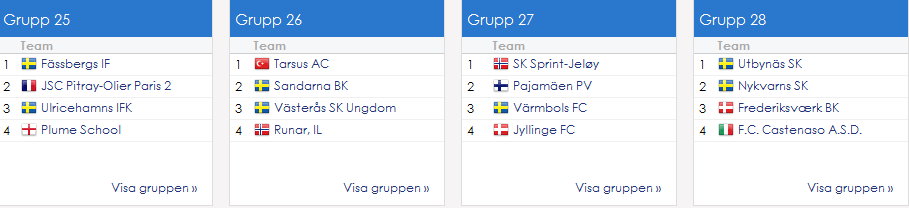 Grupp 25
Team
1 Fässbergs IF
2 JSC Pitray-Olier Paris 2
3 Ulricehamns IFK
4 Plume School
Visa gruppen »
Grupp 26
Team
1 Tarsus AC
2 Sandarna BK
3 Västerås SK Ungdom
4 Runar, IL
Visa gruppen »
Grupp 27
Team
1 SK Sprint-Jeløy
2 Pajamäen PV
3 Värmbols FC
4 Jyllinge FC
Visa gruppen »
Grupp 28
Team
1 Utbynäs SK
2 Nykvarns SK
3 Frederiksværk BK
4 F.C. Castenaso A.S.D.
Visa gruppen »